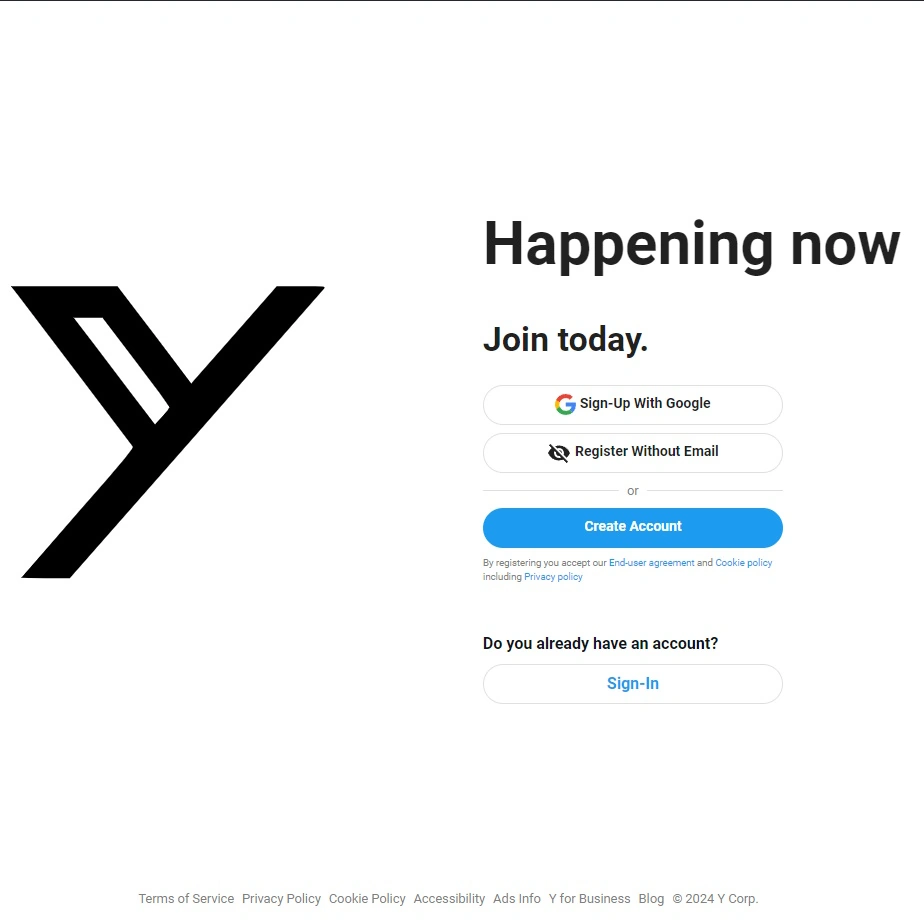 Happening now
Join today.
Sign-Up With Google
Register Without Email
or
Create Account
By registering you accept our End-user agreement and Cookie policy
including Privacy policy
Do you already have an account?
Sign-In
Terms of Service Privacy Policy Cookie Policy Accessibility Ads Info Y for Business Blog © 2024 Y Corp.